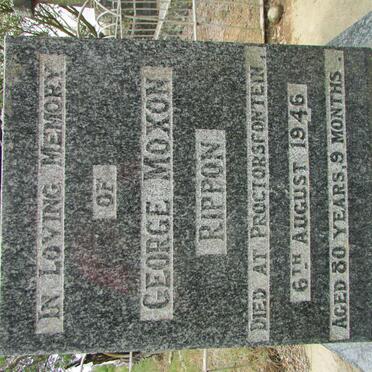 IN LOVING MEMORY
OF
GEORGE MOXON
RIPPON
DIED AT PROCTORSFONTEIN.
6TH AUGUST 1946
AGED 80 YEARS 9 MONTHS.